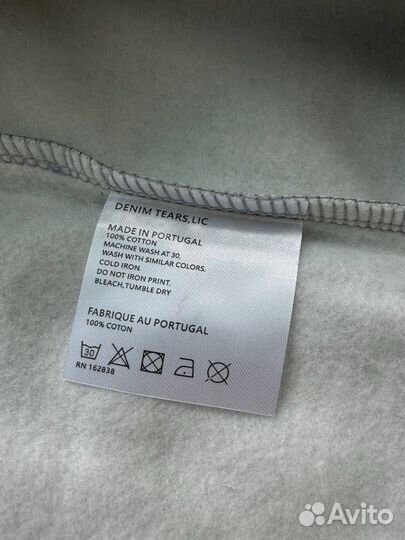 DENIM TEARS,LIC
MADE IN PORTUGAL
100% COTTON
MACHINE WASH AT 30.
WASH WITH SIMILAR COLORS.
COLD IRON.
DO NOT IRON PRINT.
BLEACH,TUMBLE DRY
FABRIQUE AU PORTUGAL
100% COTON
30
RN 162838
Avito